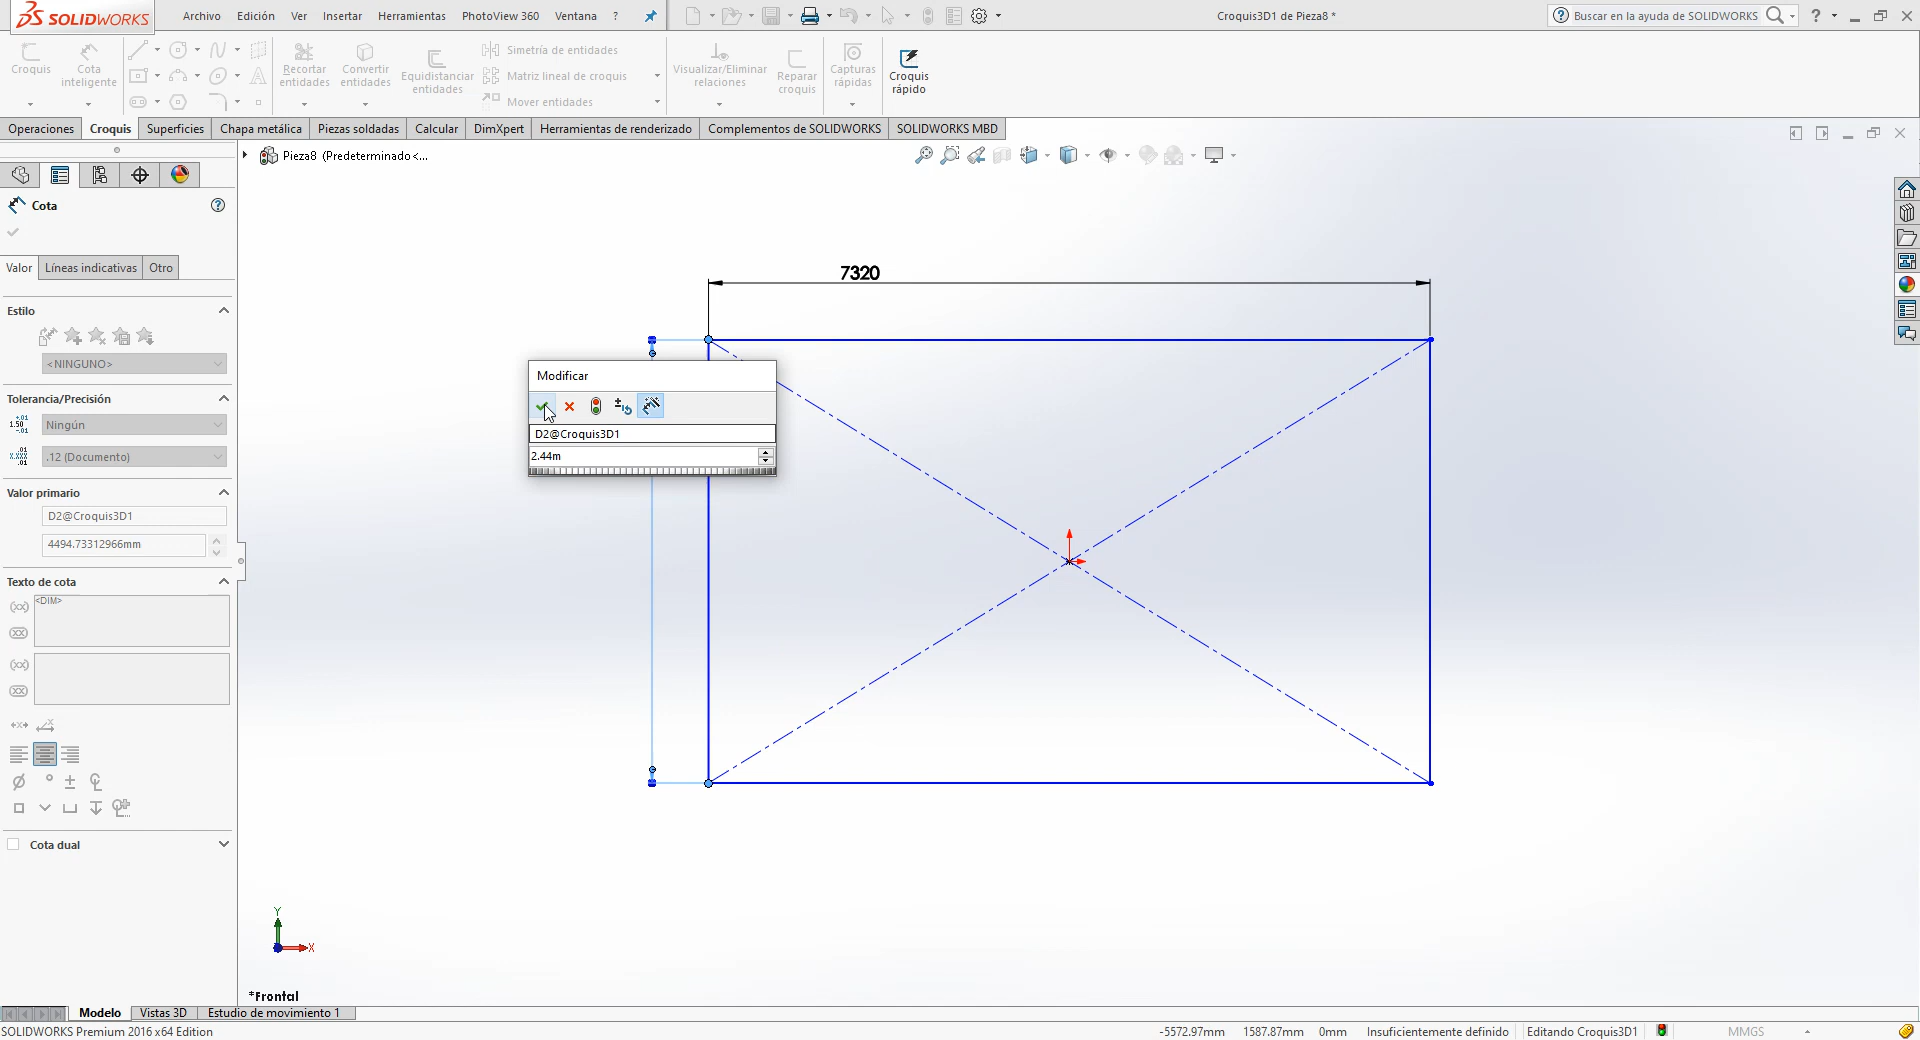 SOLIDWORKS
Archivo Edición Ver Insertar Herramientas PhotoView 360 Ventana ?
Croquis3D1 de Pieza8 *
Buscar en la ayuda de SOLIDWORKS ?
Croquis
Cota inteligente
Recortar entidades
Convertir entidades
Equidistanciar entidades
Simetría de entidades
Matriz lineal de croquis
Mover entidades
Visualizar/Eliminar relaciones
Reparar croquis
Capturas rápidas
Croquis rápido
Operaciones Croquis Superficies Chapa metálica Piezas soldadas Calcular DimXpert Herramientas de renderizado Complementos de SOLIDWORKS SOLIDWORKS MBD
Pieza8 (Predeterminado<...
Cota
Valor Líneas indicativas Otro
Estilo
<NINGUNO>
Tolerancia/Precisión
Ningún
.12 (Documento)
Valor primario
D2@Croquis3D1
4494.73312966mm
Texto de cota
<DIM>
Cota dual
7320
Modificar
D2@Croquis3D1
2.44m
Y
X
*Frontal
Modelo Vistas 3D Estudio de movimiento 1
SOLIDWORKS Premium 2016 x64 Edition
-5572.97mm 1587.87mm 0mm Insuficientemente definido Editando Croquis3D1 MMGS